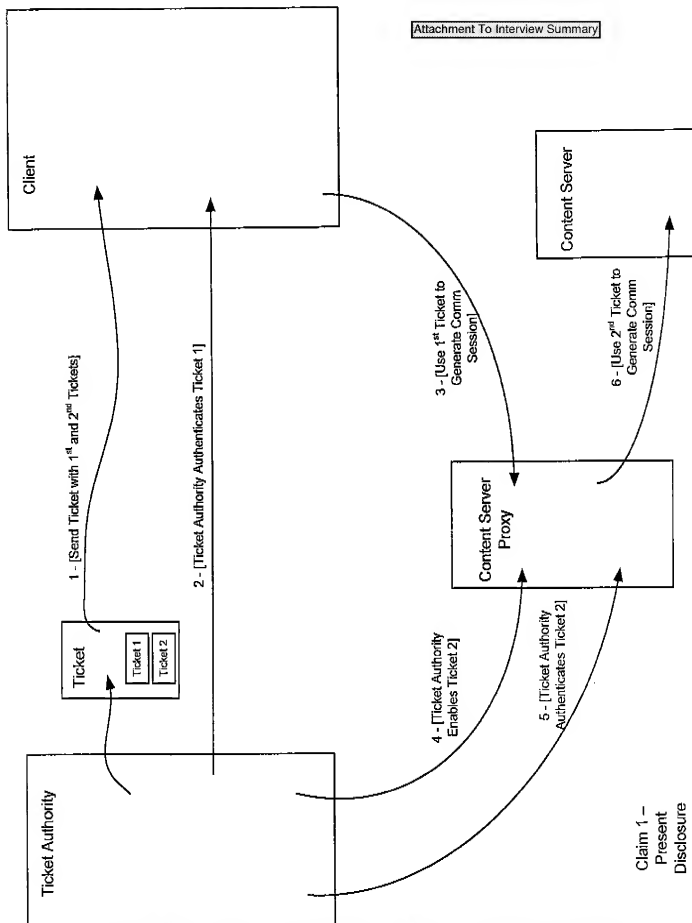 Attachment To Interview Summary
Ticket Authority
Ticket
Ticket 1
Ticket 2
Client
1 - [Send Ticket with 1st and 2nd Tickets]
2 - [Ticket Authority Authenticates Ticket 1]
3 - [Use 1st Ticket to
Generate Comm
Session]
4 - [Ticket Authority
Enables Ticket 2]
5 - [Ticket Authority
Authenticates Ticket 2]
Content Server
Proxy
6 - [Use 2nd Ticket to
Generate Comm
Session]
Content Server
Claim 1 –
Present
Disclosure